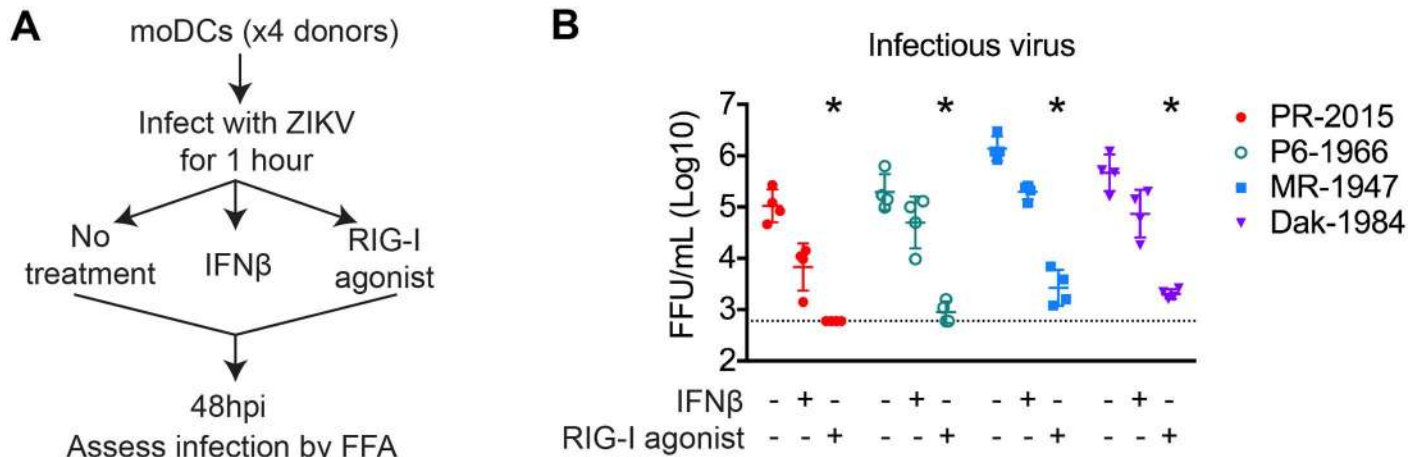 A
moDCs (x4 donors)
Infect with ZIKV
for 1 hour
No
treatment
IFNβ
RIG-I
agonist
48hpi
Assess infection by FFA
B
Infectious virus
* * * *
FFU/mL (Log10)
7
6
5
4
3
2
PR-2015
P6-1966
MR-1947
Dak-1984
IFNβ - + - - + - - + - - + -
RIG-I agonist - - + - - + - - + - - +